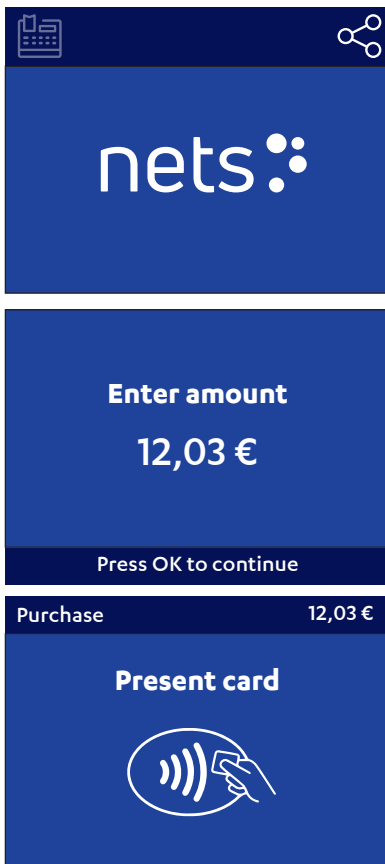 nets
Enter amount
12,03 €
Press OK to continue
Purchase 12,03 €
Present card